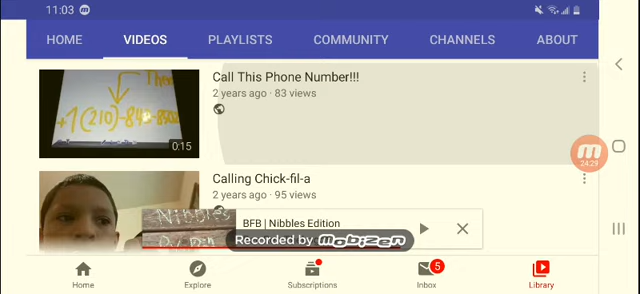 11:03
HOME VIDEOS PLAYLISTS COMMUNITY CHANNELS ABOUT
Call This Phone Number!!!
2 years ago · 83 views
0:15
24:29
Calling Chick-fil-a
2 years ago · 95 views
BFB | Nibbles Edition
Nibbles
Recorded by mobizen
5
Home Explore Subscriptions Inbox Library